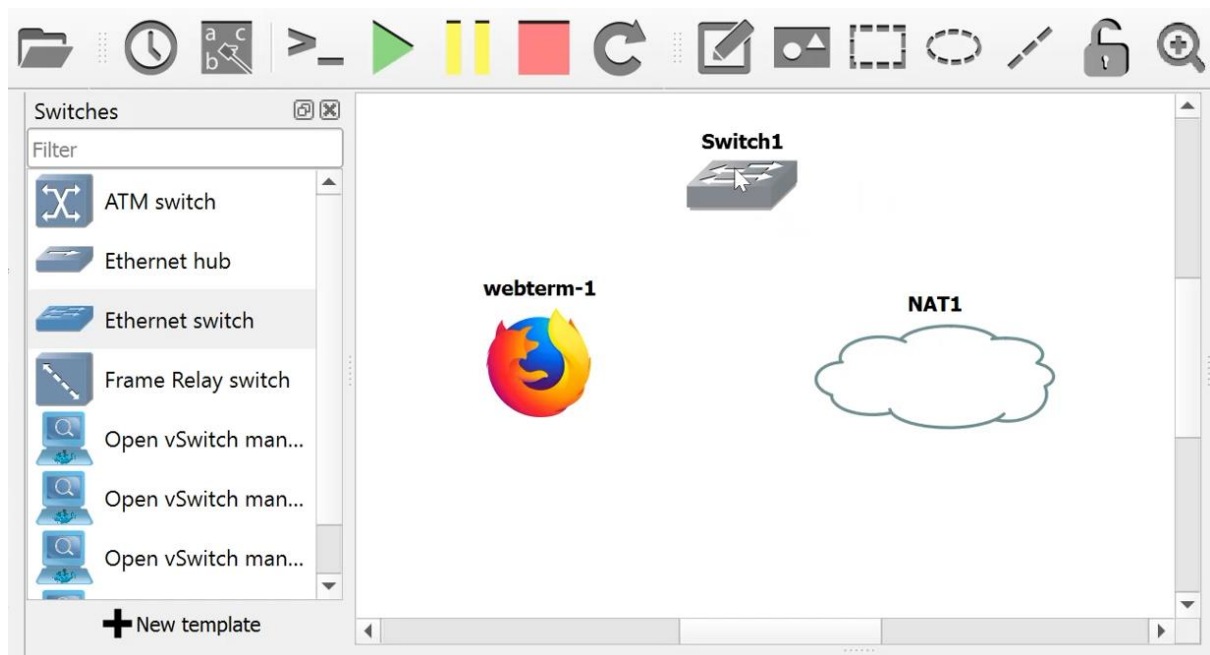 a c
b
>_
Switches
Filter
ATM switch
Ethernet hub
Ethernet switch
Frame Relay switch
Open vSwitch man...
Open vSwitch man...
Open vSwitch man...
New template
Switch1
webterm-1
NAT1